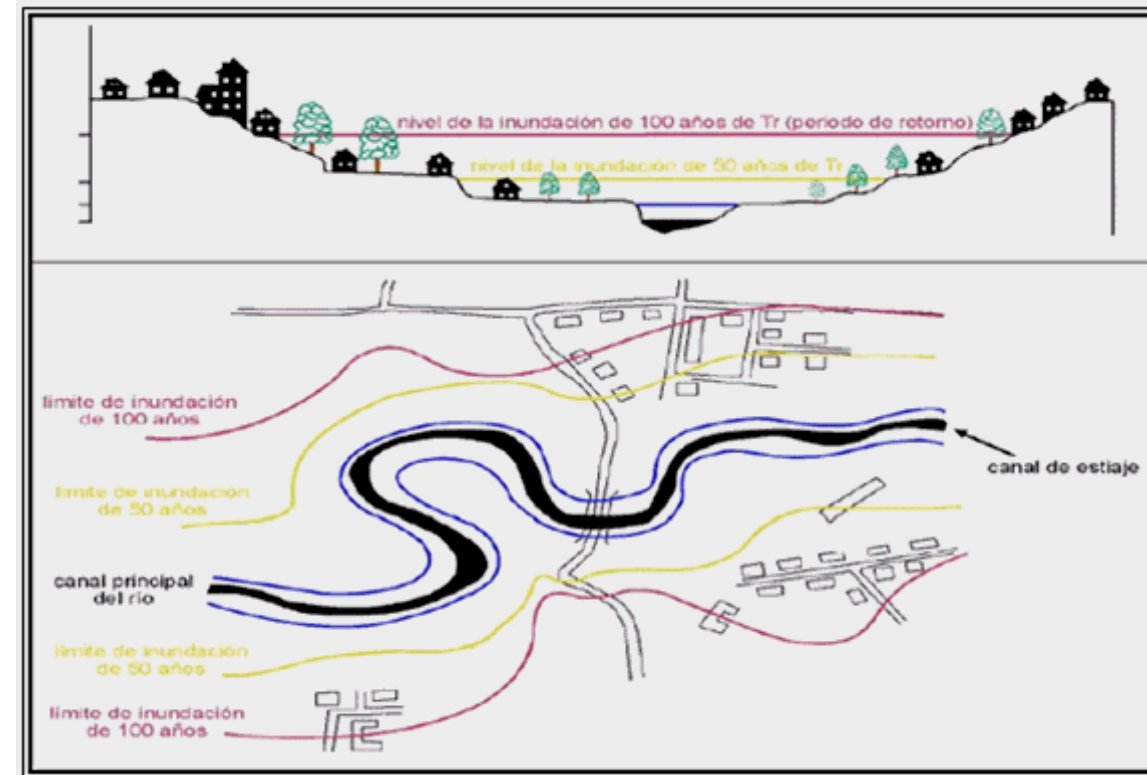 nivel de la inundación de 100 años de Tr (periodo de retorno)
nivel de la inundación de 50 años de Tr
límite de inundación
de 100 años
límite de inundación
de 50 años
canal de estiaje
canal principal
del río
límite de inundación
de 50 años
límite de inundación
de 100 años